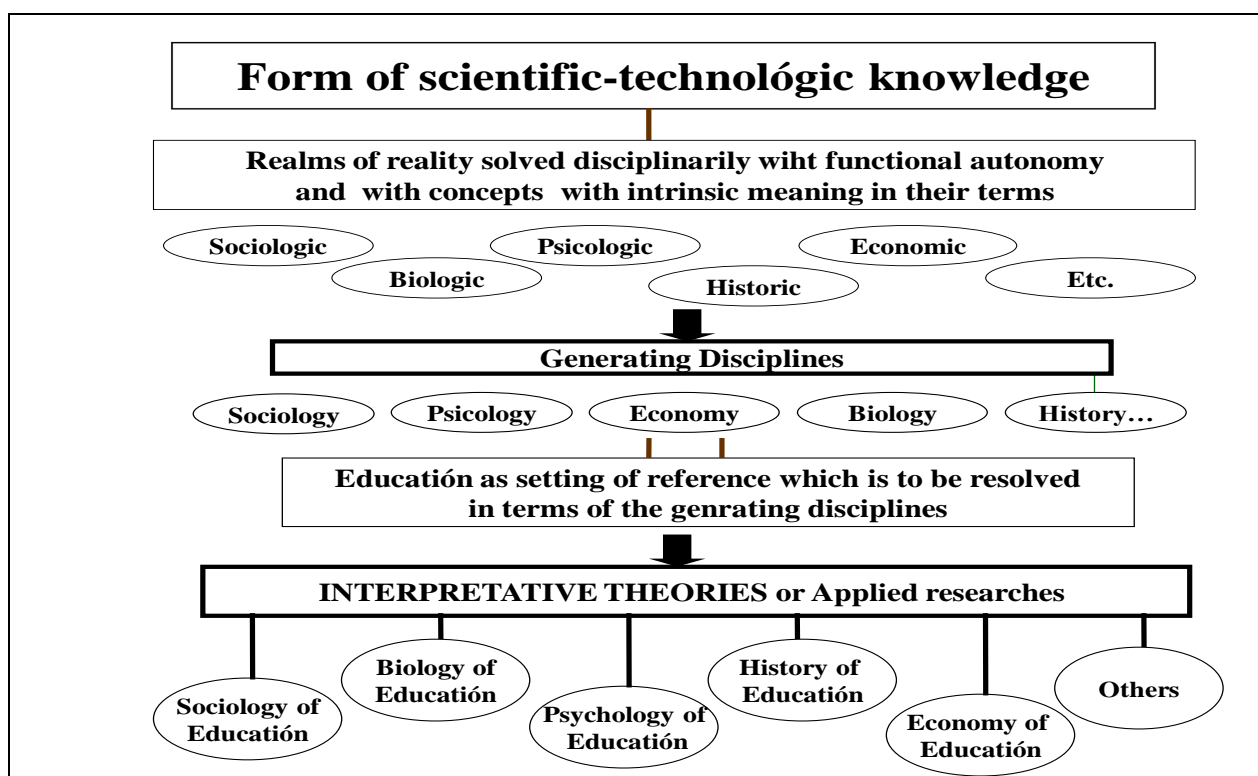 Form of scientific-technológic knowledge
Realms of reality solved disciplinarily wiht functional autonomy
and with concepts with intrinsic meaning in their terms
Sociologic
Psicologic
Economic
Biologic
Historic
Etc.
Generating Disciplines
Sociology
Psicology
Economy
Biology
History...
Educatión as setting of reference which is to be resolved
in terms of the genrating disciplines
INTERPRETATIVE THEORIES or Applied researches
Sociology of
Educatión
Biology of
Educatión
Psychology of
Educatión
History of
Educatión
Economy of
Educatión
Others